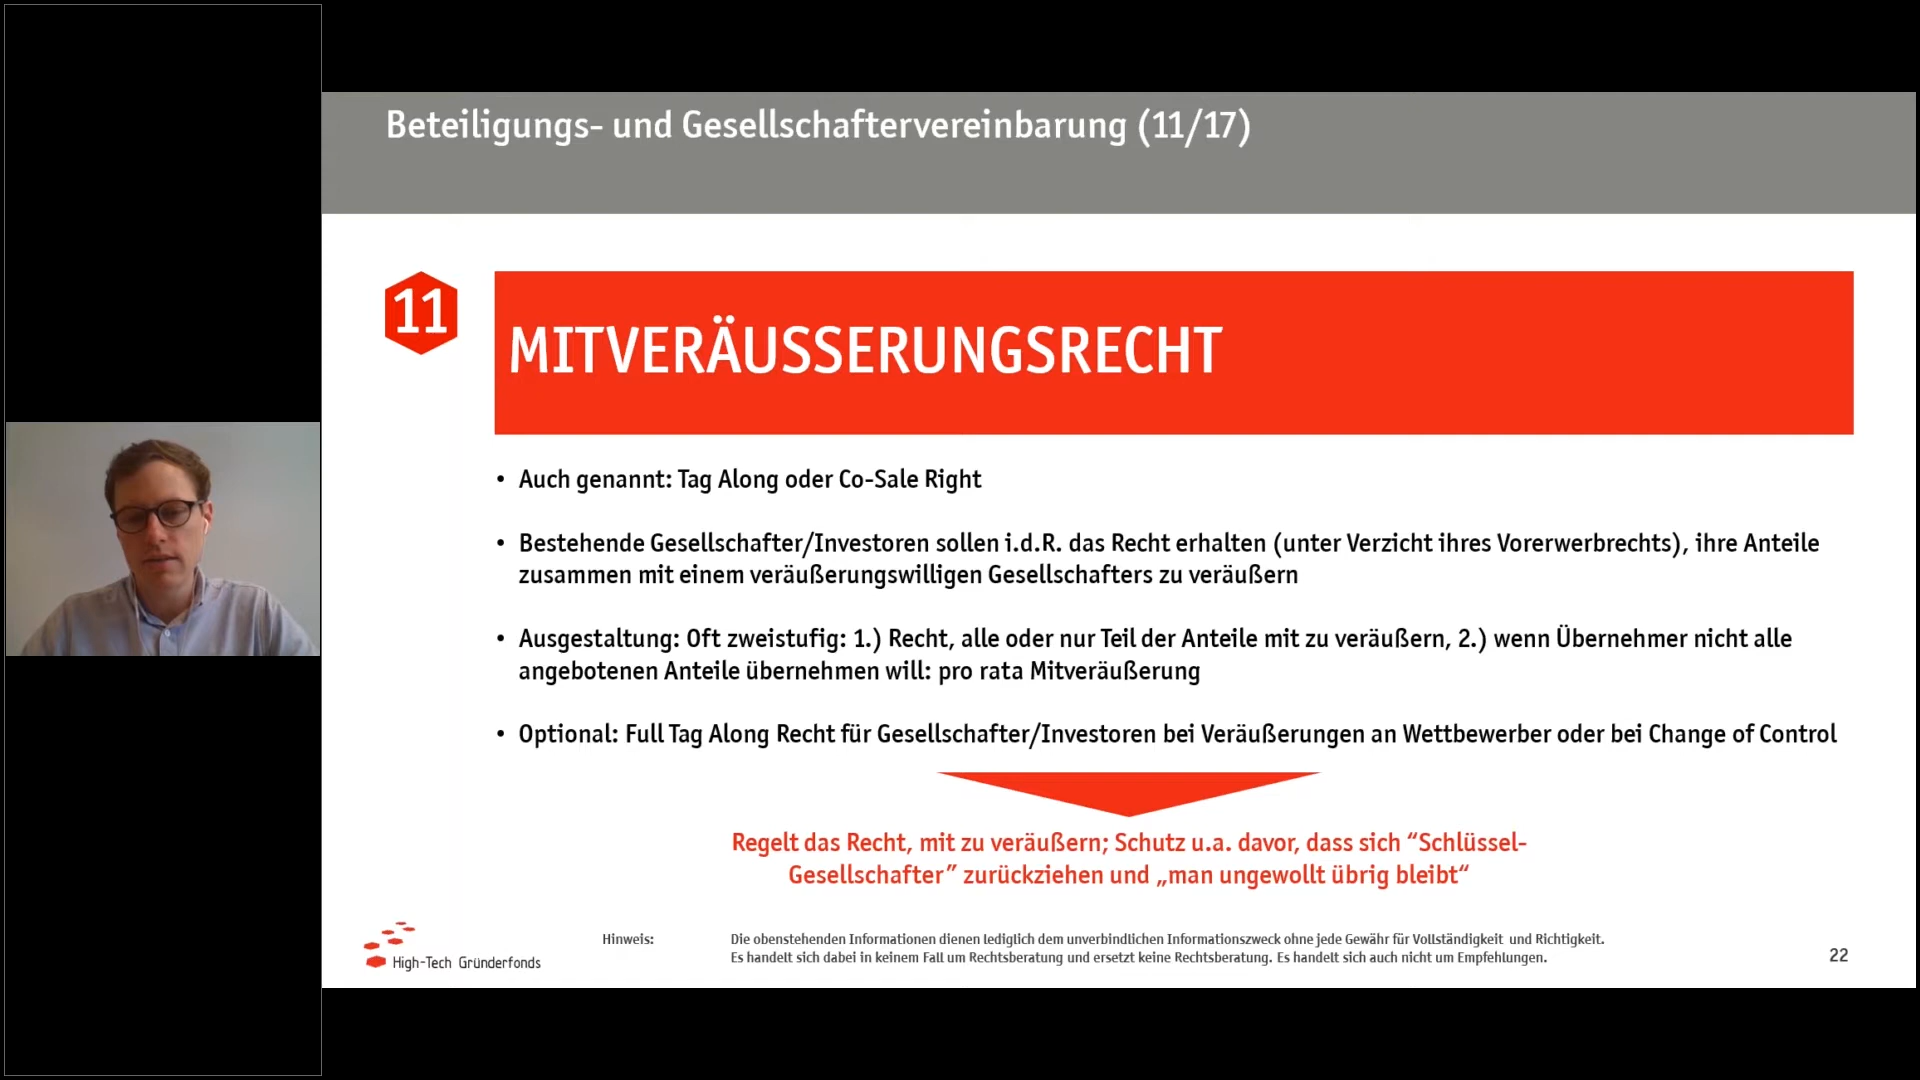 Beteiligungs- und Gesellschaftervereinbarung (11/17)
11
MITVERÄUSSERUNGSRECHT
• Auch genannt: Tag Along oder Co-Sale Right
• Bestehende Gesellschafter/Investoren sollen i.d.R. das Recht erhalten (unter Verzicht ihres Vorerwerbrechts), ihre Anteile
zusammen mit einem veräußerungswilligen Gesellschafters zu veräußern
• Ausgestaltung: Oft zweistufig: 1.) Recht, alle oder nur Teil der Anteile mit zu veräußern, 2.) wenn Übernehmer nicht alle
angebotenen Anteile übernehmen will: pro rata Mitveräußerung
• Optional: Full Tag Along Recht für Gesellschafter/Investoren bei Veräußerungen an Wettbewerber oder bei Change of Control
Regelt das Recht, mit zu veräußern; Schutz u.a. davor, dass sich “Schlüssel-
Gesellschafter” zurückziehen und „man ungewollt übrig bleibt“
High-Tech Gründerfonds
Hinweis:
Die obenstehenden Informationen dienen lediglich dem unverbindlichen Informationszweck ohne jede Gewähr für Vollständigkeit und Richtigkeit.
Es handelt sich dabei in keinem Fall um Rechtsberatung und ersetzt keine Rechtsberatung. Es handelt sich auch nicht um Empfehlungen.
22